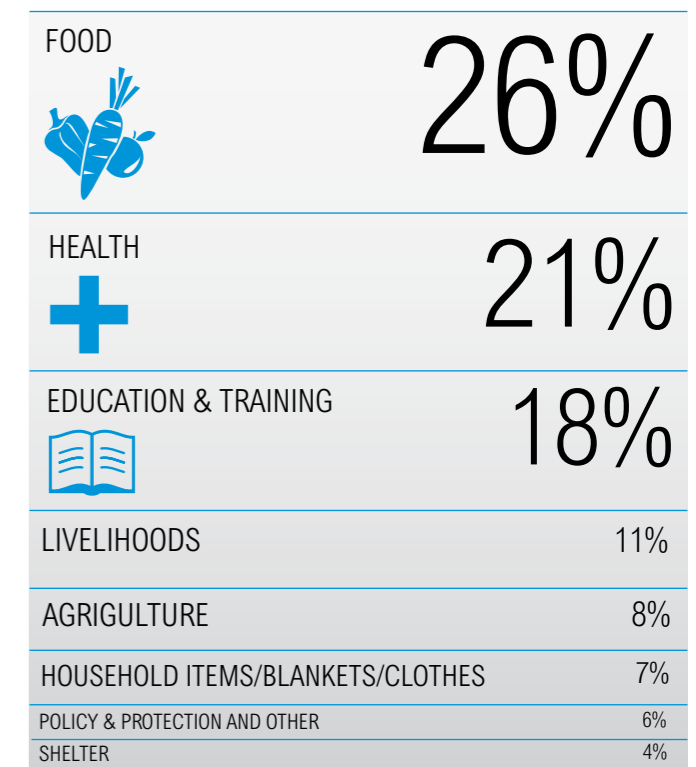 FOOD
26%
HEALTH
21%
EDUCATION & TRAINING
18%
LIVELIHOODS 11%
AGRIGULTURE 8%
HOUSEHOLD ITEMS/BLANKETS/CLOTHES 7%
POLICY & PROTECTION AND OTHER 6%
SHELTER 4%